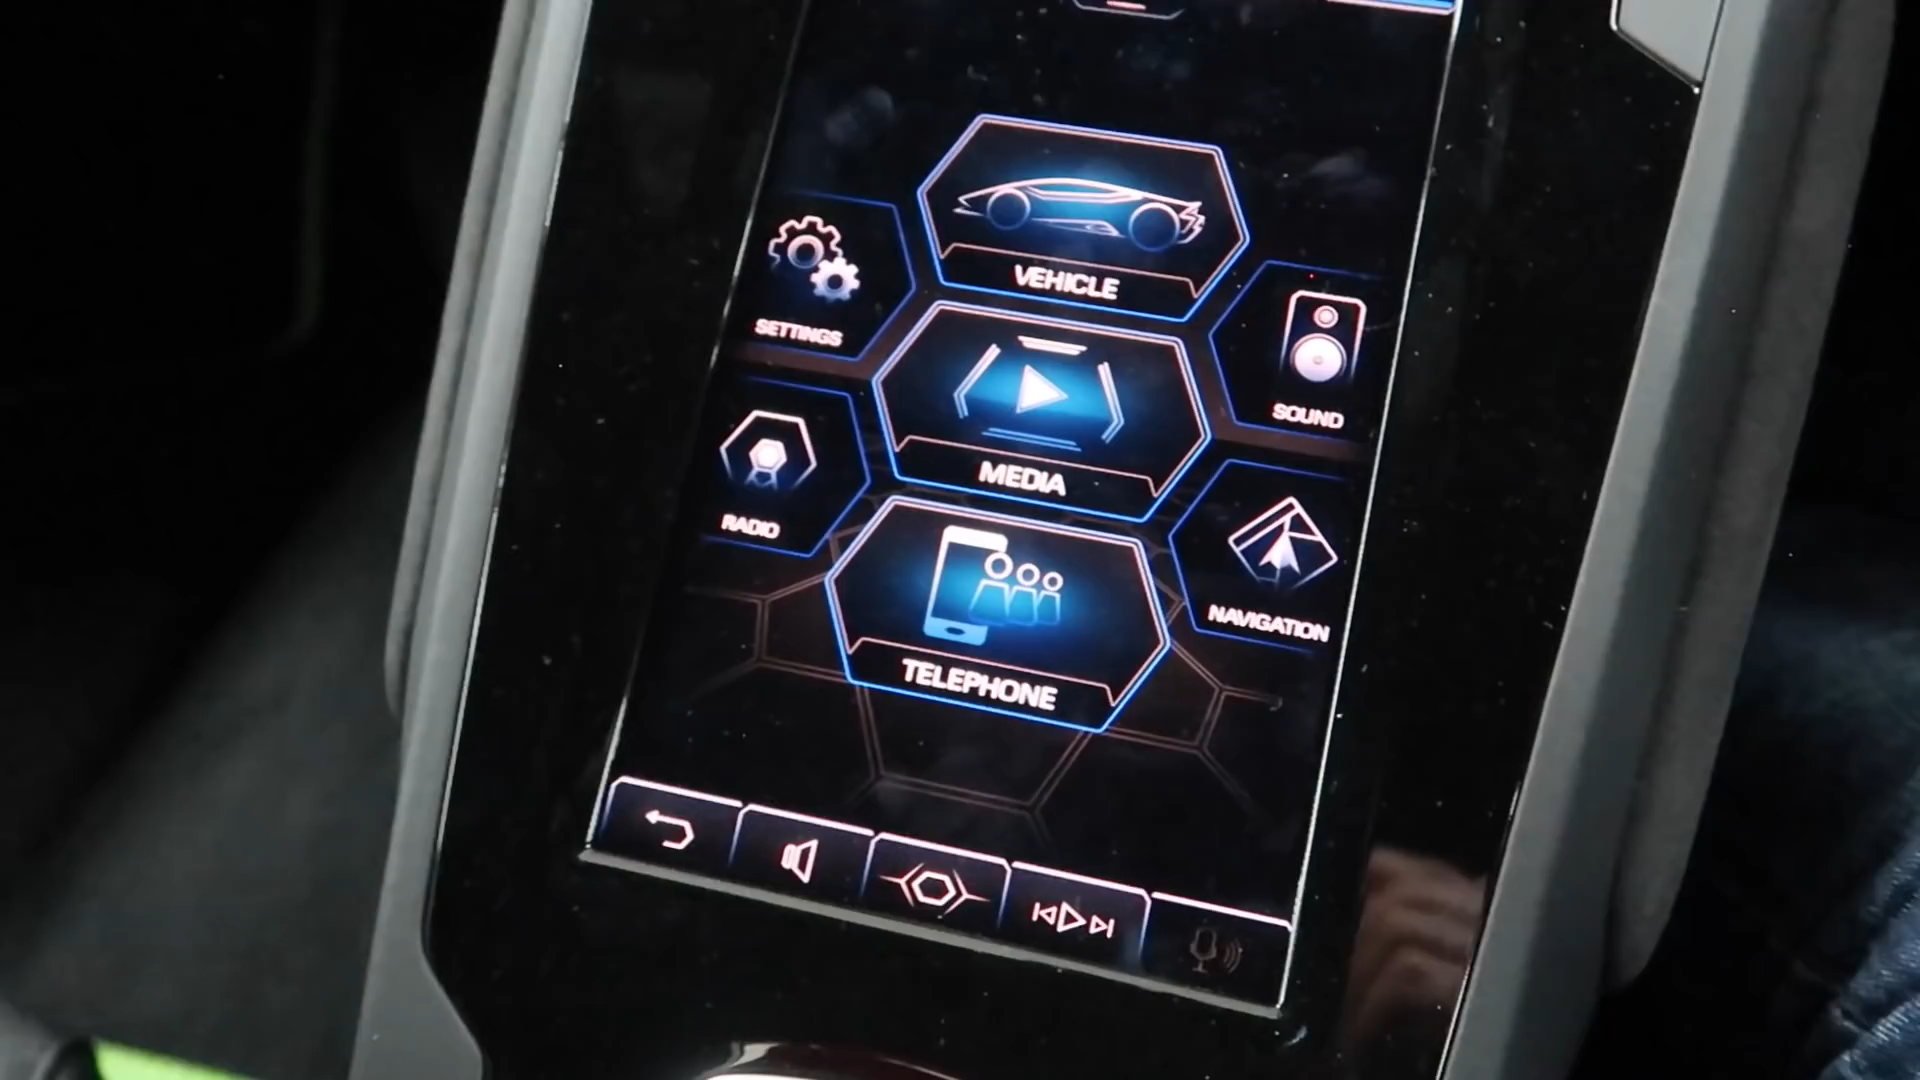 VEHICLE
SETTINGS
SOUND
MEDIA
RADIO
NAVIGATION
TELEPHONE